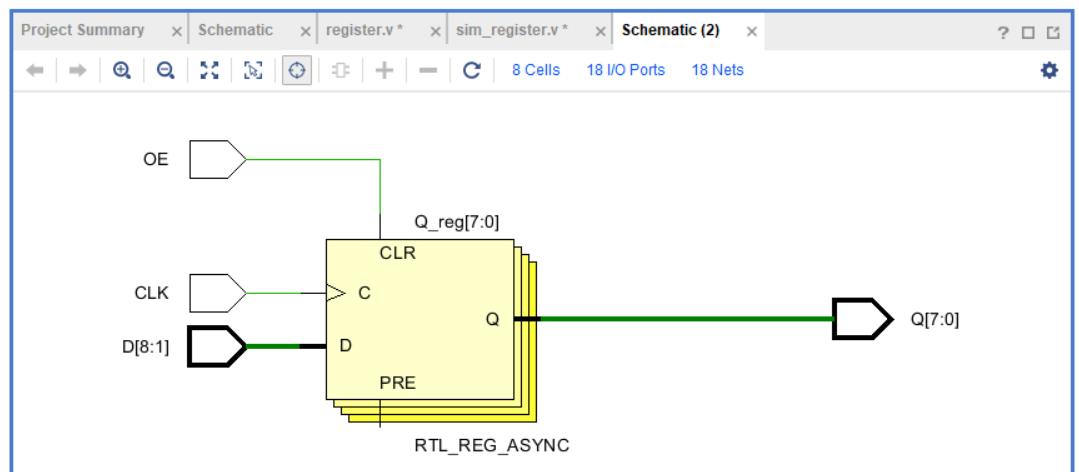 Project Summary × Schematic × register.v * × sim_register.v * × Schematic (2) × ?
8 Cells 18 I/O Ports 18 Nets
OE
Q_reg[7:0]
CLR
CLK
C
Q
Q[7:0]
D[8:1]
D
PRE
RTL_REG_ASYNC